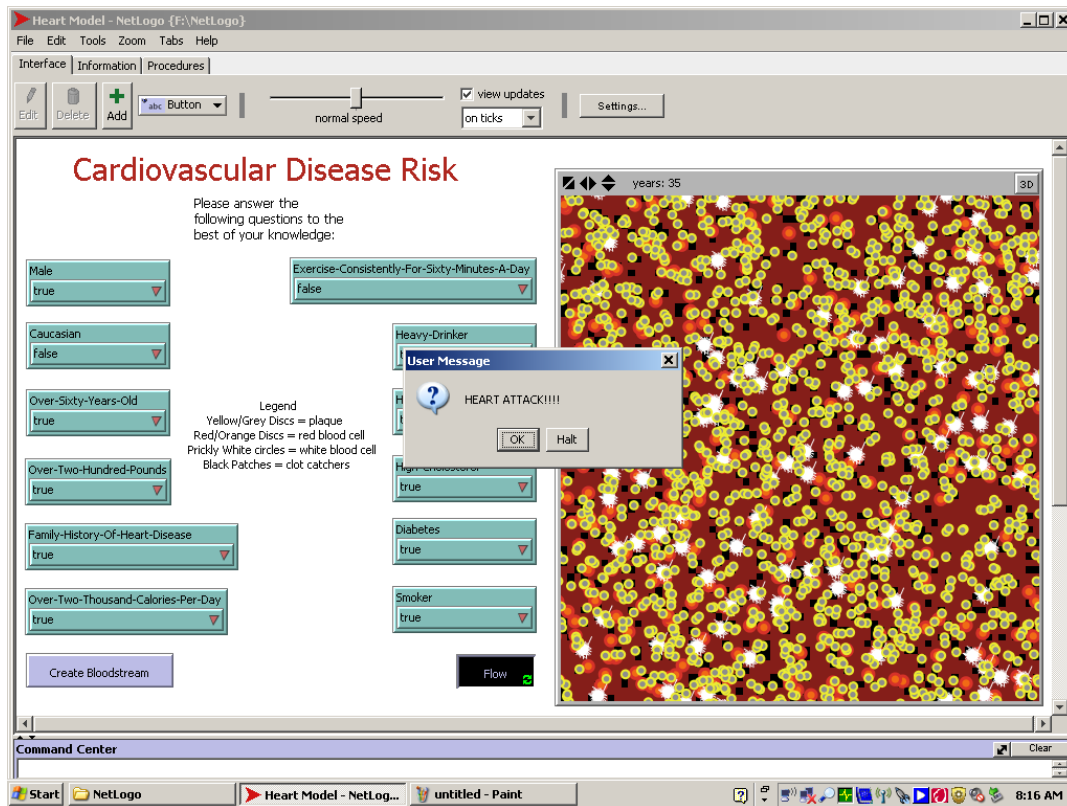 Heart Model - NetLogo {F:\NetLogo}
File Edit Tools Zoom Tabs Help
Interface Information Procedures
Edit Delete Add abc Button normal speed view updates on ticks Settings...
Cardiovascular Disease Risk
Please answer the
following questions to the
best of your knowledge:
years: 35
3D
Male
true
Exercise-Consistently-For-Sixty-Minutes-A-Day
false
Caucasian
false
Heavy-Drinker
User Message
HEART ATTACK!!!!
OK Halt
Over-Sixty-Years-Old
true
Legend
Yellow/Grey Discs = plaque
Red/Orange Discs = red blood cell
Prickly White circles = white blood cell
Black Patches = clot catchers
Over-Two-Hundred-Pounds
true
High-Cholesterol
true
Family-History-Of-Heart-Disease
true
Diabetes
true
Over-Two-Thousand-Calories-Per-Day
true
Smoker
true
Create Bloodstream
Flow
Command Center
Clear
Start NetLogo Heart Model - NetLog... untitled - Paint 8:16 AM